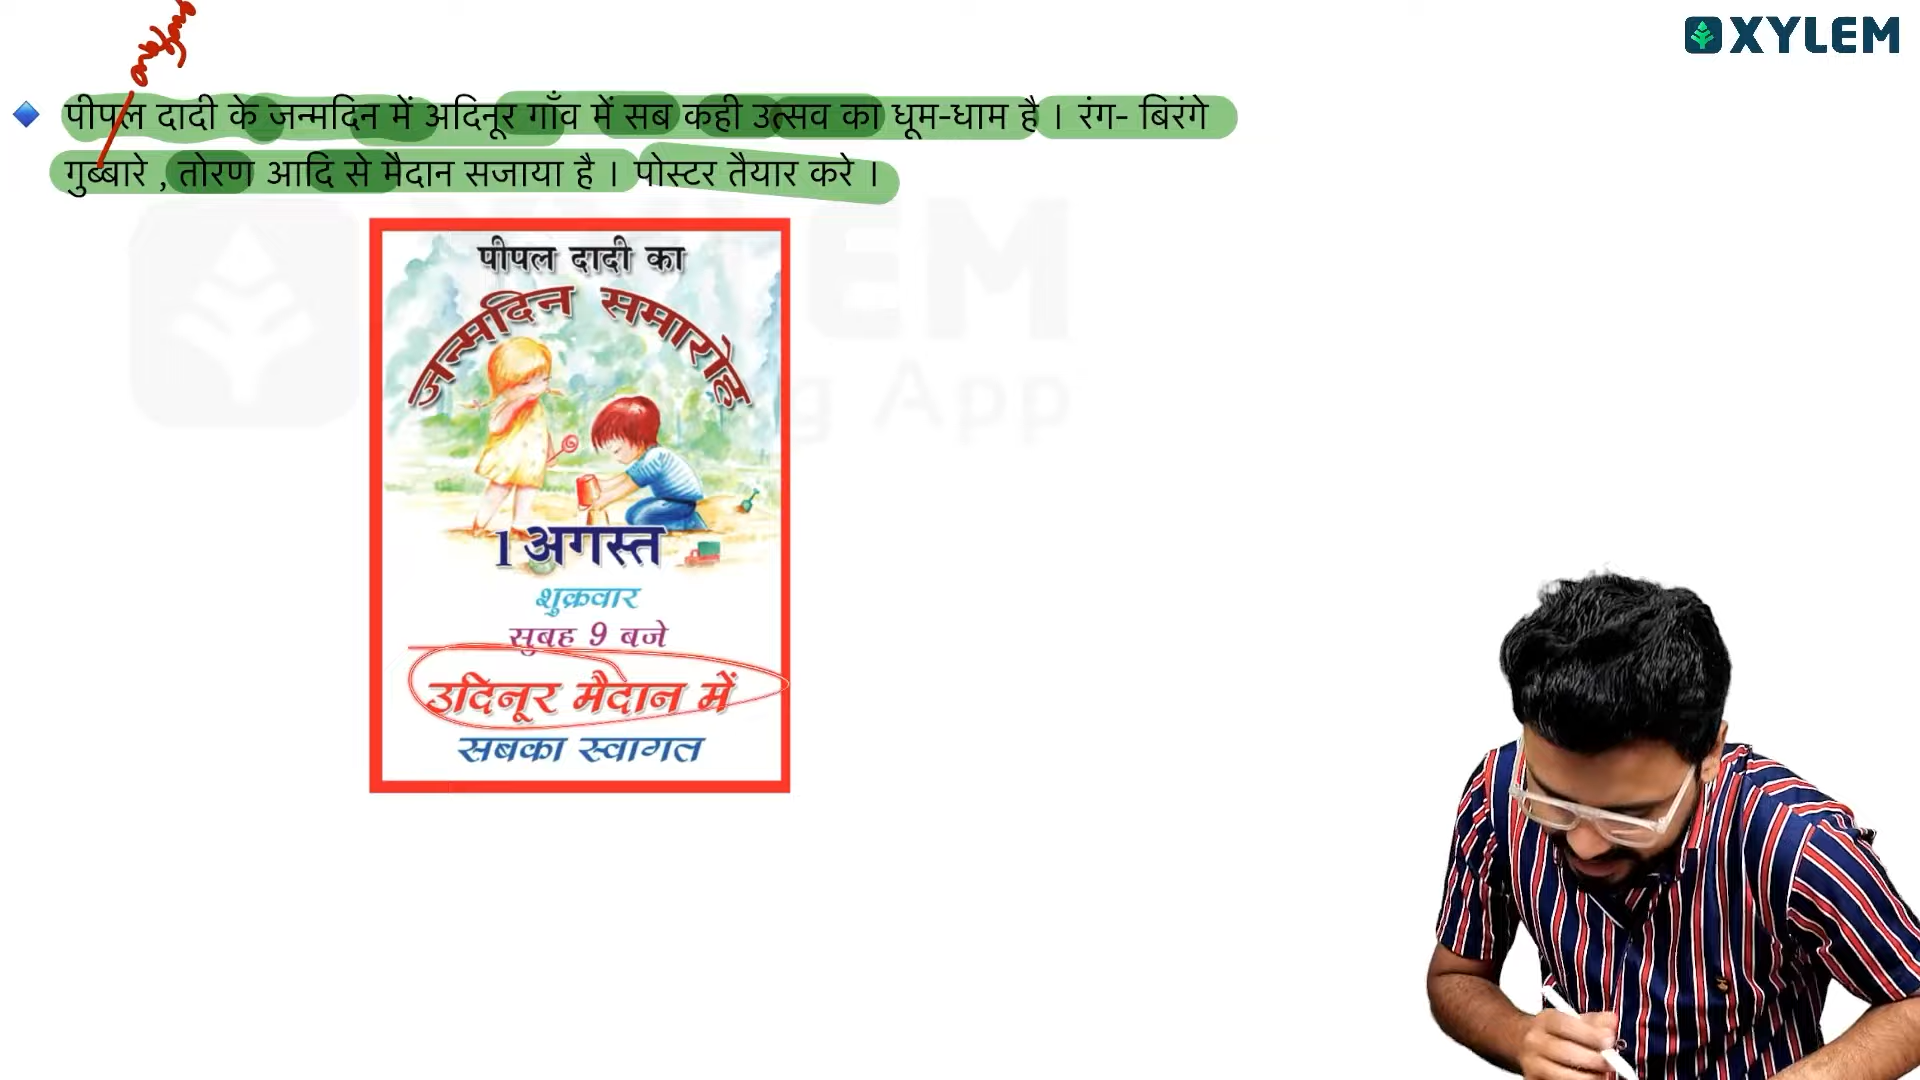 XYLEM
पीपल दादी के जन्मदिन में अदिनूर गाँव में सब कही उत्सव का धूम-धाम है । रंग- बिरंगे
गुब्बारे , तोरण आदि से मैदान सजाया है । पोस्टर तैयार करे ।
पीपल दादी का
जन्मदिन समारोह
1 अगस्त
शुक्रवार
सुबह 9 बजे
उदिनूर मैदान में
सबका स्वागत